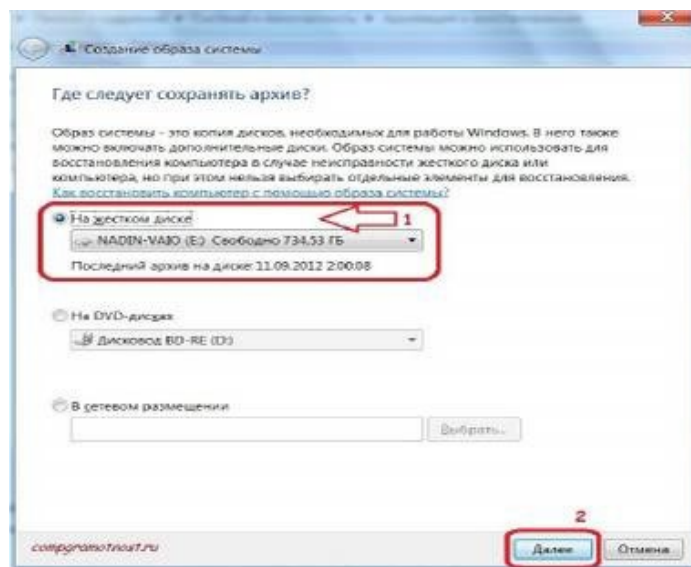 Создание образа системы
Где следует сохранять архив?
Образ системы - это копия дисков, необходимых для работы Windows. В него также
можно включать дополнительные диски. Образ системы можно использовать для
восстановления компьютера в случае неисправности жесткого диска или
компьютера, но при этом нельзя выбирать отдельные элементы для восстановления.
Как восстановить компьютер с помощью образа системы?
На жестком диске
1
NADIN-VAIO (E:) Свободно 734,53 ГБ
Последний архив на диске: 11.09.2012 2:00:08
На DVD-дисках
Дисковод BD-RE (D:)
В сетевом размещении
Выбрать...
2
compgramotnost.ru
Далее
Отмена